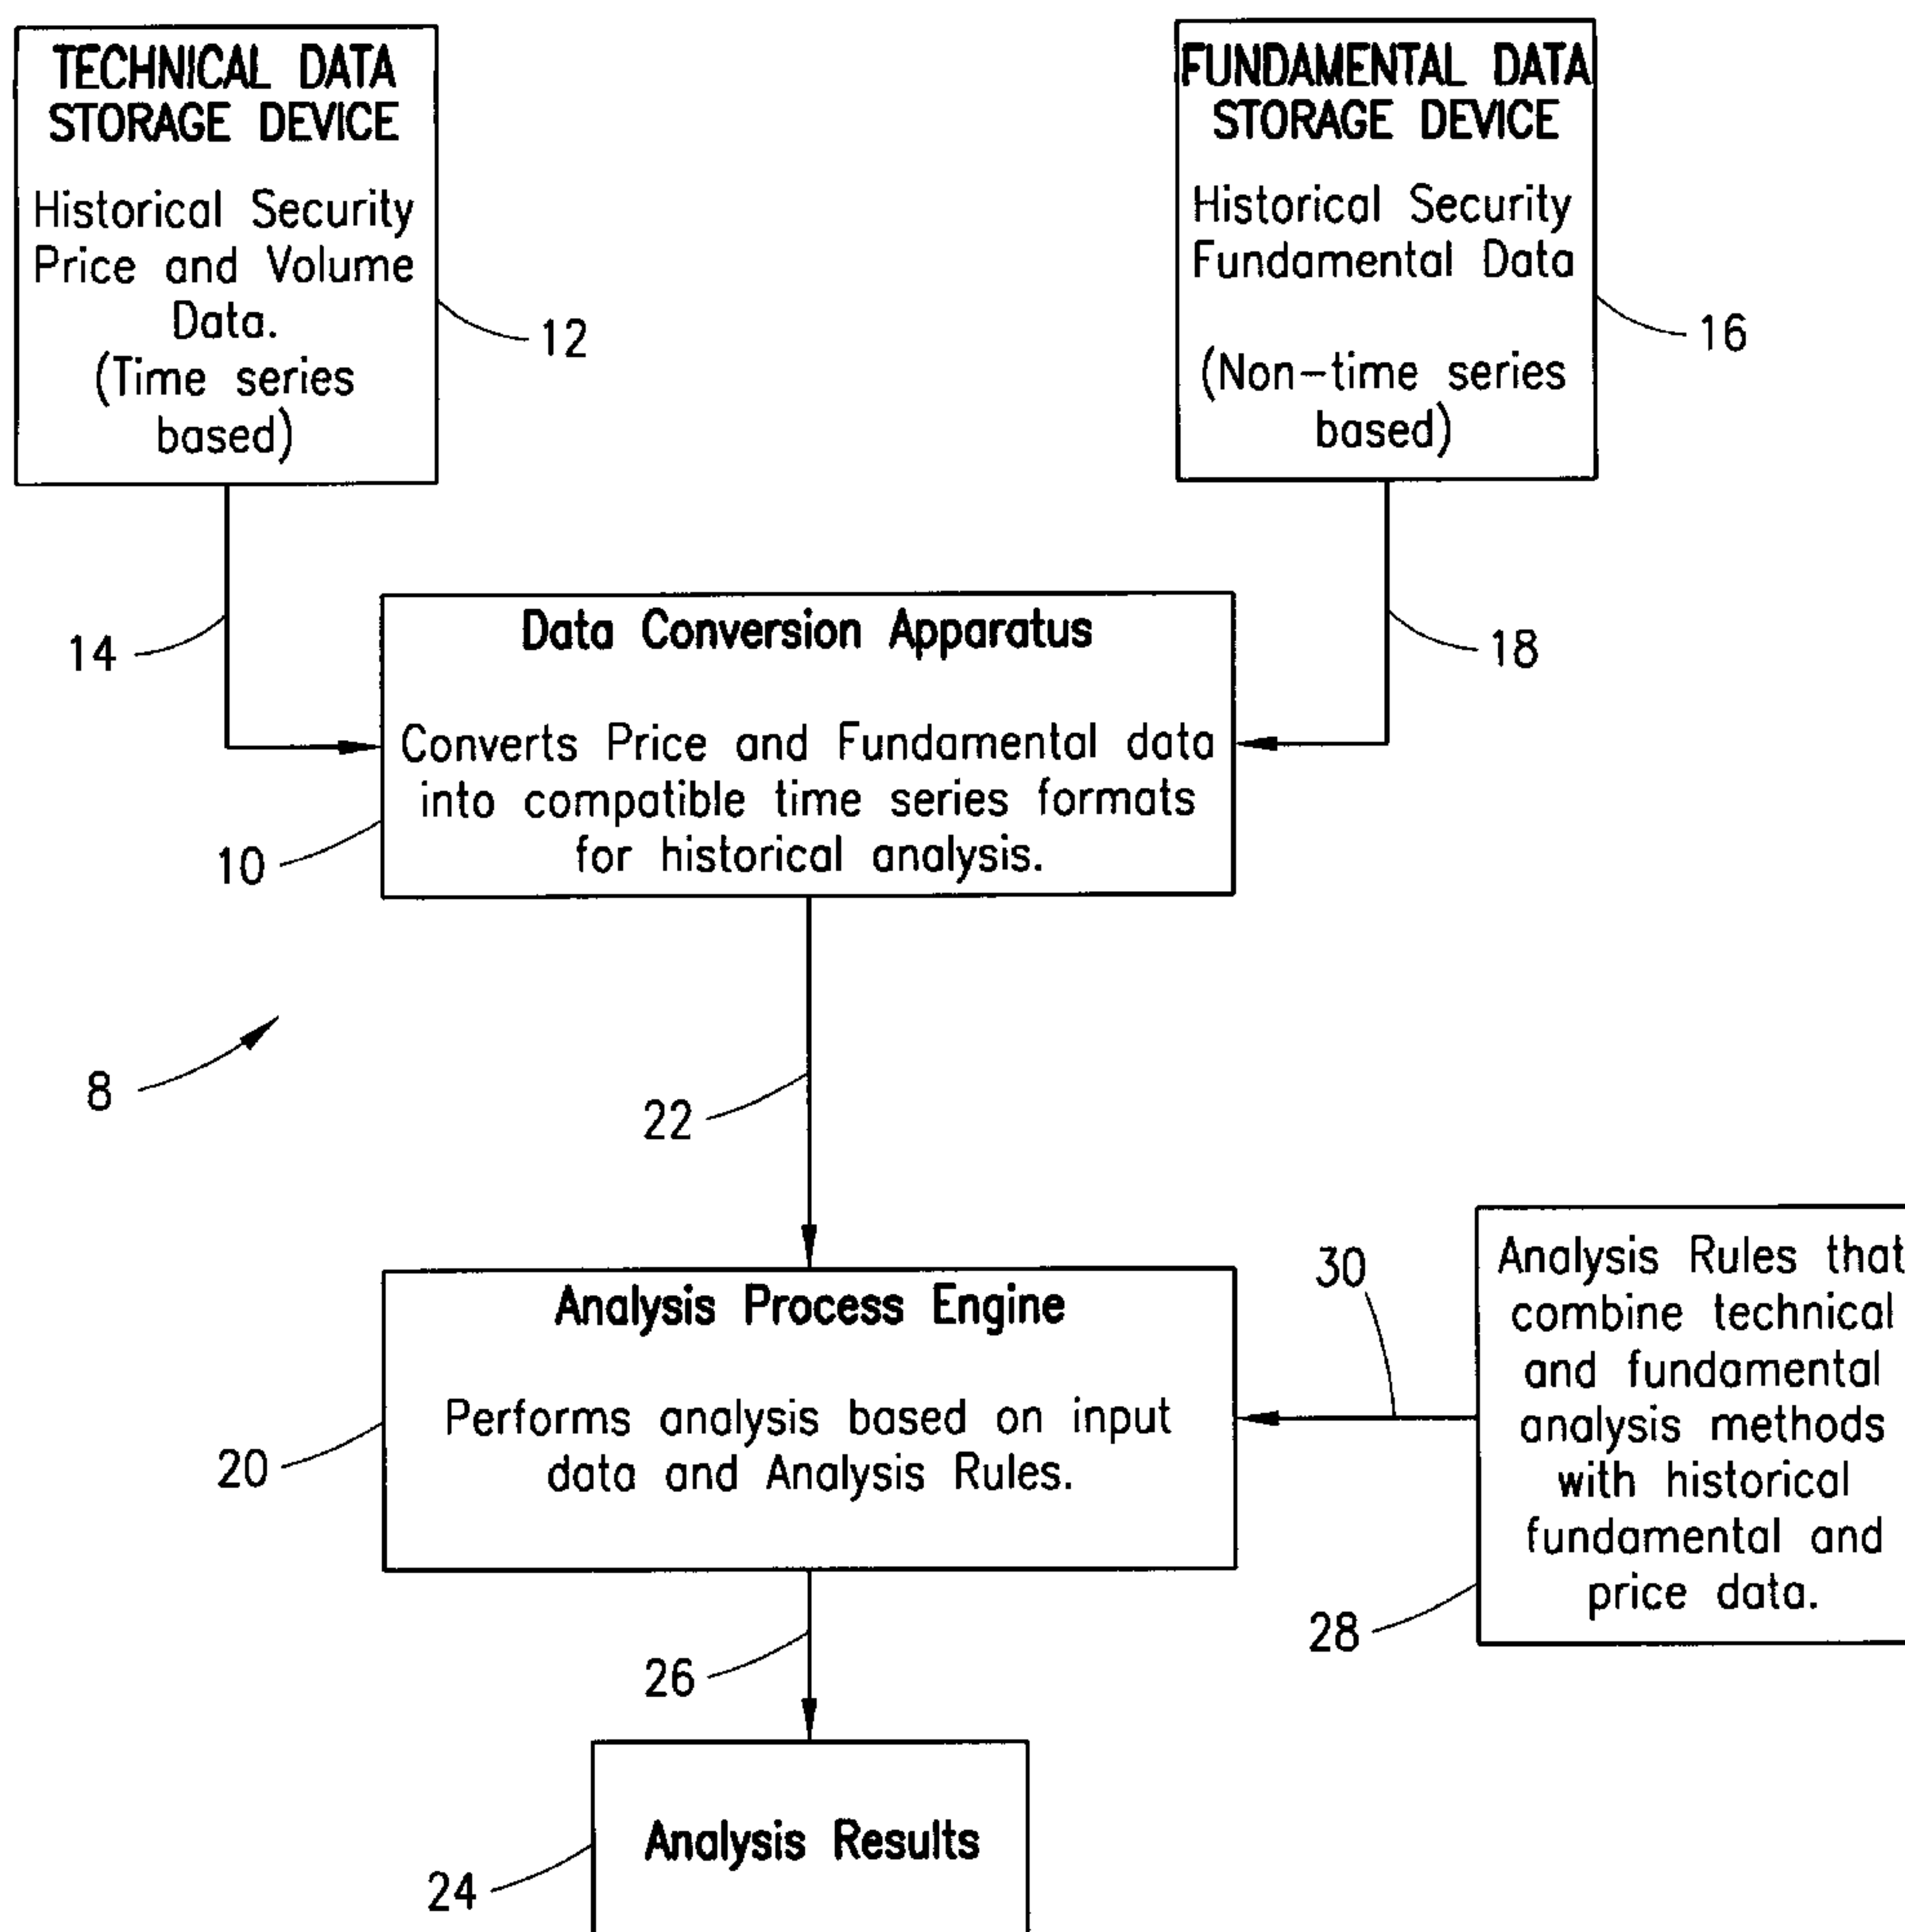 TECHNICAL DATA
STORAGE DEVICE
Historical Security
Price and Volume
Data.
(Time series
based)
12
FUNDAMENTAL DATA
STORAGE DEVICE
Historical Security
Fundamental Data
(Non-time series
based)
16
14
18
Data Conversion Apparatus
Converts Price and Fundamental data
into compatible time series formats
for historical analysis.
10
8
22
Analysis Process Engine
Performs analysis based on input
data and Analysis Rules.
20
30
Analysis Rules that
combine technical
and fundamental
analysis methods
with historical
fundamental and
price data.
28
26
Analysis Results
24